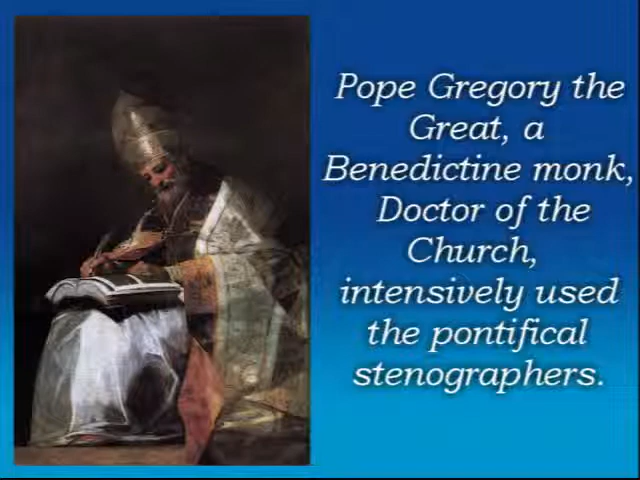 Pope Gregory the
Great, a
Benedictine monk,
Doctor of the
Church,
intensively used
the pontifical
stenographers.